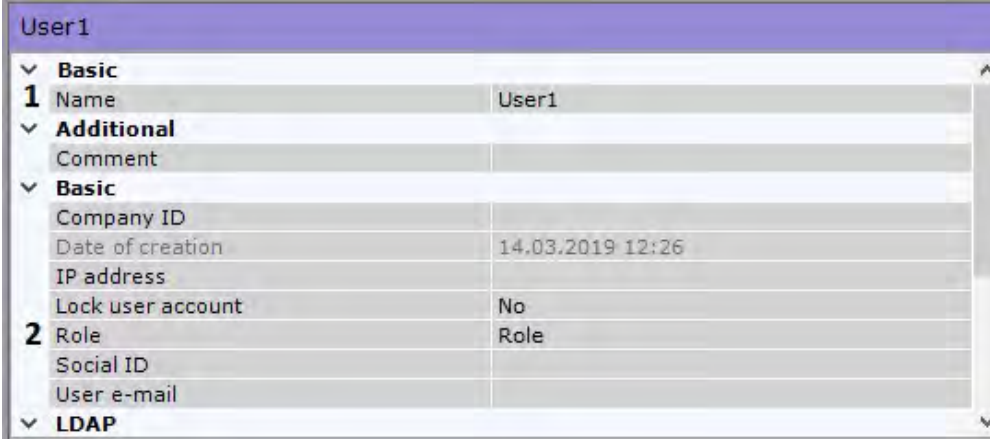 User1
Basic
1 Name User1
Additional
Comment
Basic
Company ID
Date of creation 14.03.2019 12:26
IP address
Lock user account No
2 Role Role
Social ID
User e-mail
LDAP